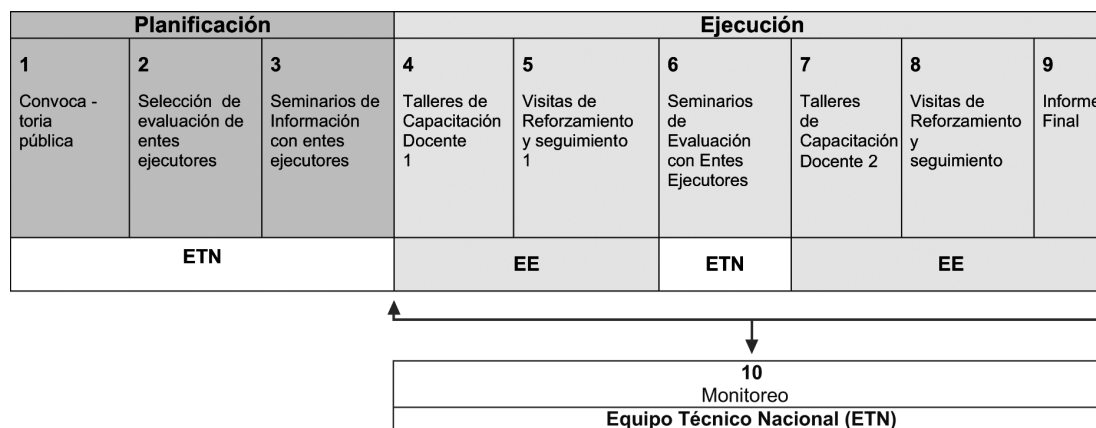 Planificación
Ejecución
1
Convoca -
toria
pública
2
Selección de
evaluación de
entes
ejecutores
3
Seminarios de
Información
con entes
ejecutores
4
Talleres de
Capacitación
Docente
1
5
Visitas de
Reforzamiento
y seguimiento
1
6
Seminarios
de
Evaluación
con Entes
Ejecutores
7
Talleres
de
Capacitación
Docente 2
8
Visitas de
Reforzamiento
y
seguimiento
9
Informe
Final
ETN
EE
ETN
EE
10
Monitoreo
Equipo Técnico Nacional (ETN)